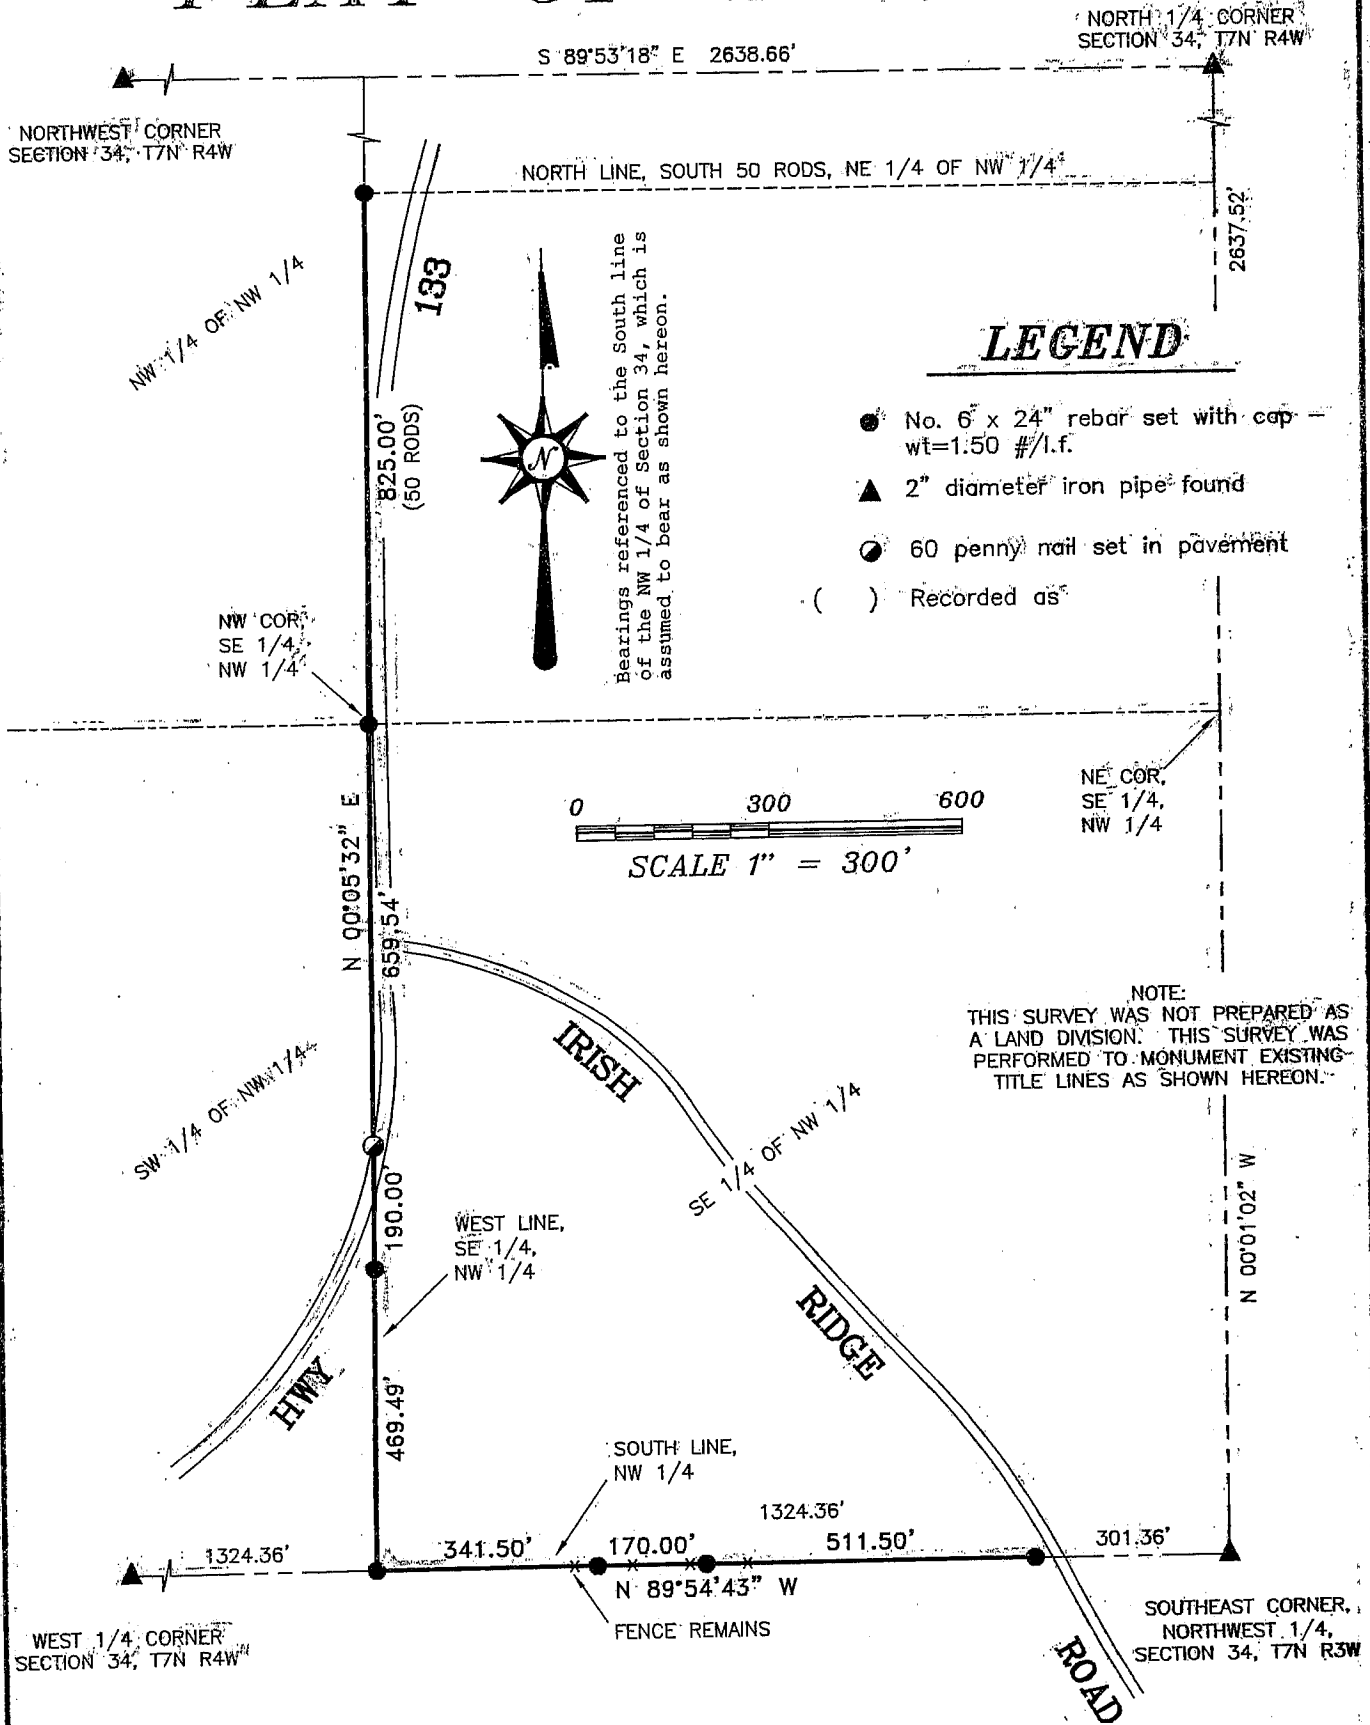 S 89°53'18" E 2638.66'
NORTH 1/4 CORNER
SECTION 34, T7N R4W
NORTHWEST CORNER
SECTION 34, T7N R4W
NORTH LINE, SOUTH 50 RODS, NE 1/4 OF NW 1/4
2637.52'
NW 1/4 OF NW 1/4
133
Bearings referenced to the South line
of the NW 1/4 of Section 34, which is
assumed to bear as shown hereon.
N
LEGEND
No. 6 x 24" rebar set with cap –
wt=1.50 #/l.f.
2" diameter iron pipe found
60 penny nail set in pavement
( ) Recorded as
825.00'
(50 RODS)
NW COR,
SE 1/4,
NW 1/4
NE COR,
SE 1/4,
NW 1/4
0 300 600
SCALE 1" = 300'
N 00°05'32" E
659.54'
IRISH
NOTE:
THIS SURVEY WAS NOT PREPARED AS
A LAND DIVISION. THIS SURVEY WAS
PERFORMED TO MONUMENT EXISTING
TITLE LINES AS SHOWN HEREON.
SW 1/4 OF NW 1/4
SE 1/4 OF NW 1/4
190.00'
WEST LINE,
SE 1/4,
NW 1/4
N 00°01'02" W
RIDGE
HWY
469.49'
SOUTH LINE,
NW 1/4
1324.36'
1324.36'
341.50'
170.00'
511.50'
301.36'
N 89°54'43" W
FENCE REMAINS
WEST 1/4 CORNER
SECTION 34, T7N R4W
SOUTHEAST CORNER,
NORTHWEST 1/4,
SECTION 34, T7N R3W
ROAD